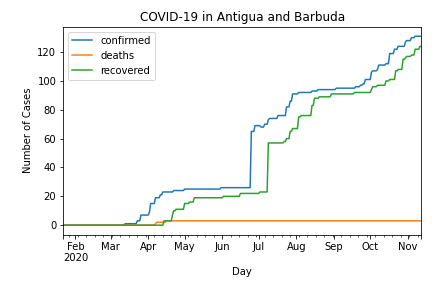 COVID-19 in Antigua and Barbuda
confirmed
deaths
recovered
Number of Cases
120
100
80
60
40
20
0
Feb Mar Apr May Jun Jul Aug Sep Oct Nov
2020
Day